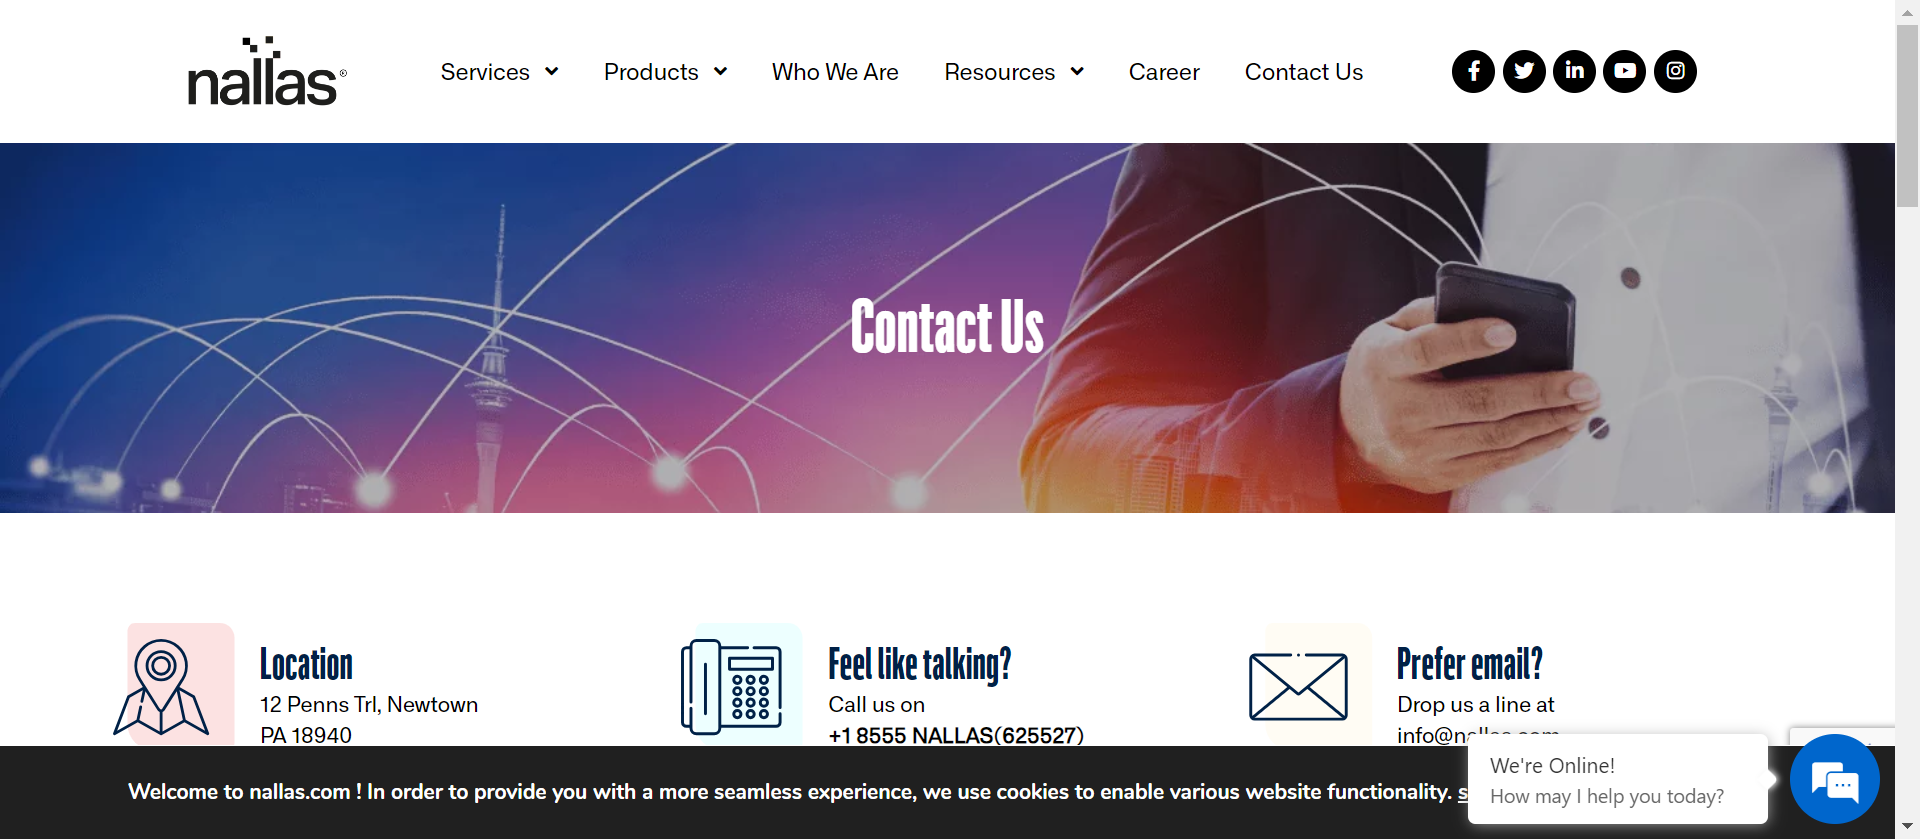 nallas®
Services
Products
Who We Are
Resources
Career
Contact Us
Contact Us
Location
12 Penns Trl, Newtown
PA 18940
Feel like talking?
Call us on
+1 8555 NALLAS(625527)
Prefer email?
Drop us a line at
Welcome to nallas.com ! In order to provide you with a more seamless experience, we use cookies to enable various website functionality.
We're Online!
How may I help you today?